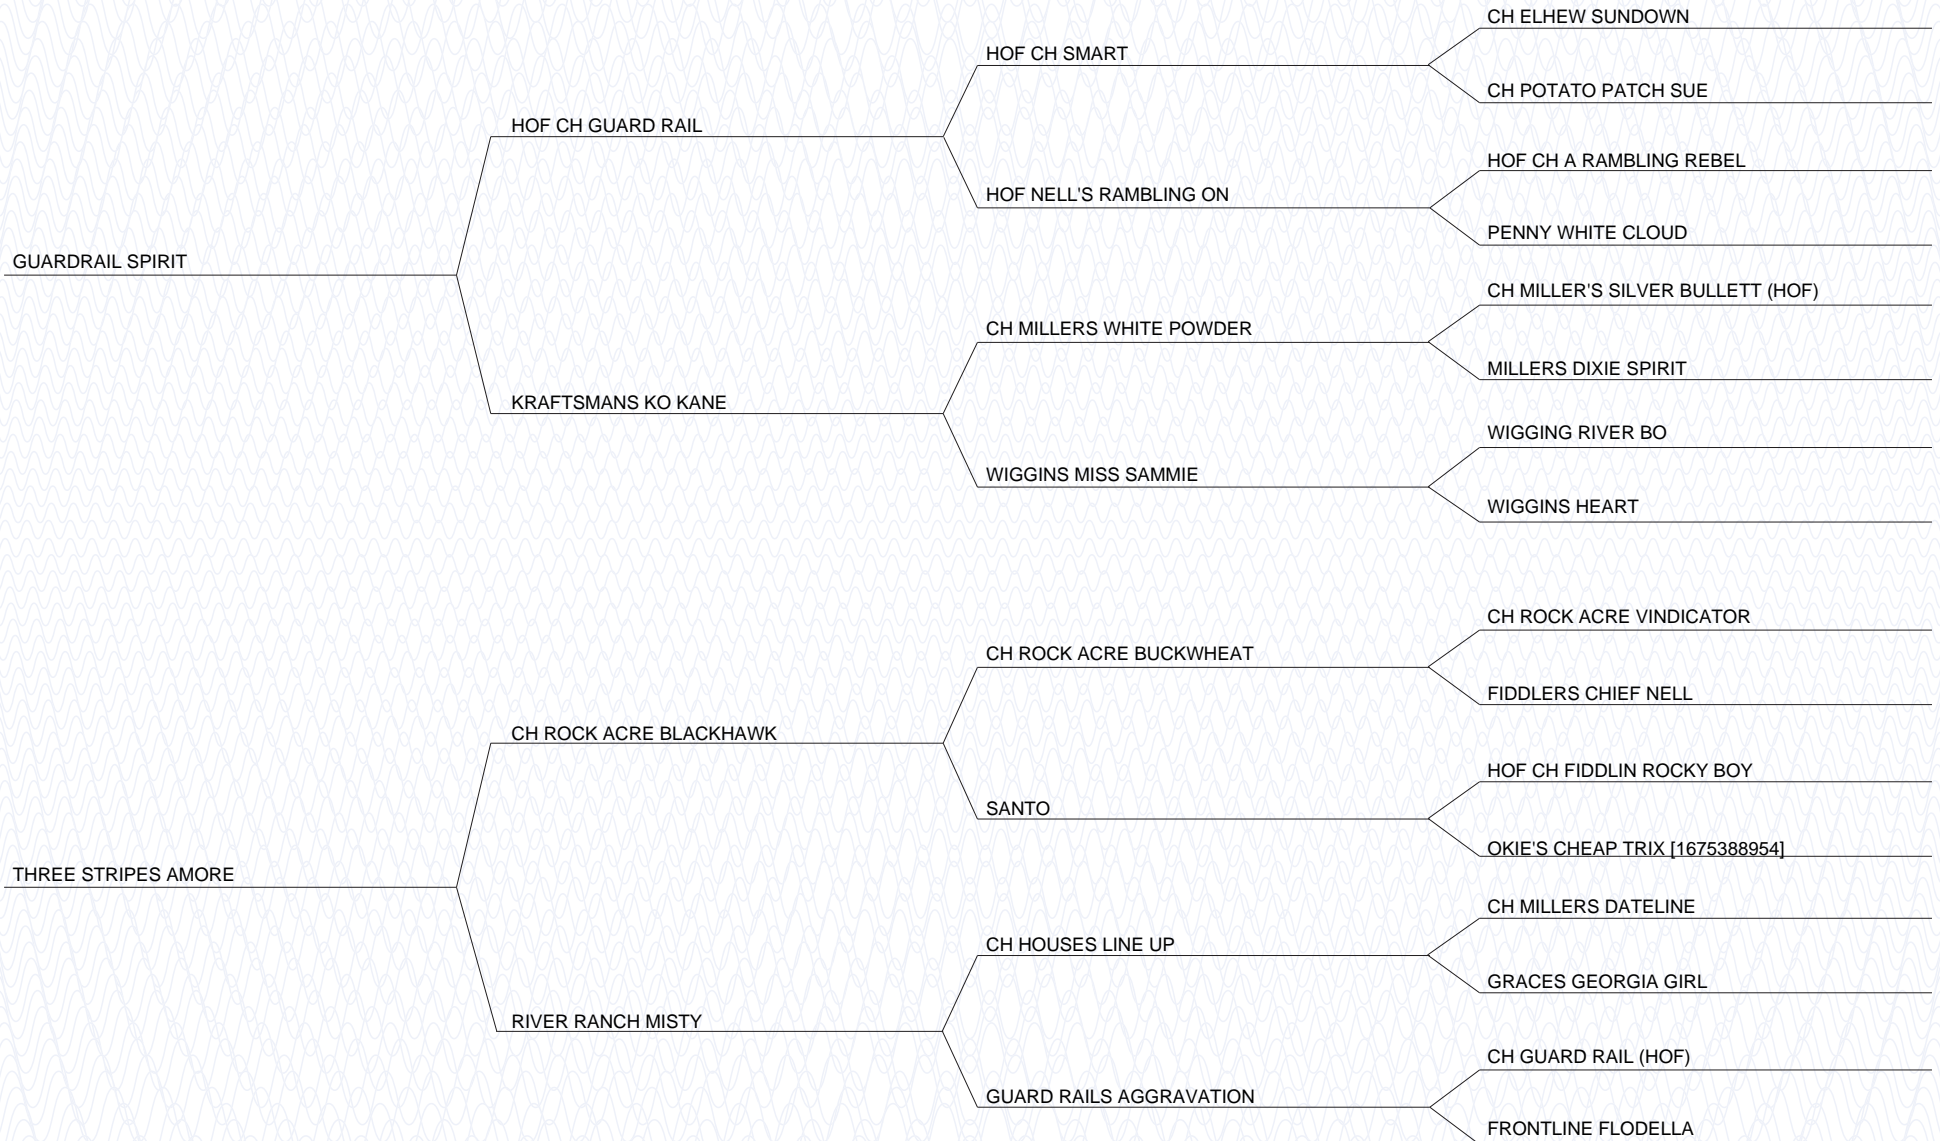 CH ELHEW SUNDOWN
HOF CH SMART
CH POTATO PATCH SUE
HOF CH GUARD RAIL
HOF CH A RAMBLING REBEL
HOF NELL'S RAMBLING ON
PENNY WHITE CLOUD
GUARDRAIL SPIRIT
CH MILLER'S SILVER BULLETT (HOF)
CH MILLERS WHITE POWDER
MILLERS DIXIE SPIRIT
KRAFTSMANS KO KANE
WIGGING RIVER BO
WIGGINS MISS SAMMIE
WIGGINS HEART
CH ROCK ACRE VINDICATOR
CH ROCK ACRE BUCKWHEAT
FIDDLERS CHIEF NELL
CH ROCK ACRE BLACKHAWK
HOF CH FIDDLIN ROCKY BOY
SANTO
OKIE'S CHEAP TRIX [1675388954]
THREE STRIPES AMORE
CH MILLERS DATELINE
CH HOUSES LINE UP
GRACES GEORGIA GIRL
RIVER RANCH MISTY
CH GUARD RAIL (HOF)
GUARD RAILS AGGRAVATION
FRONTLINE FLODELLA